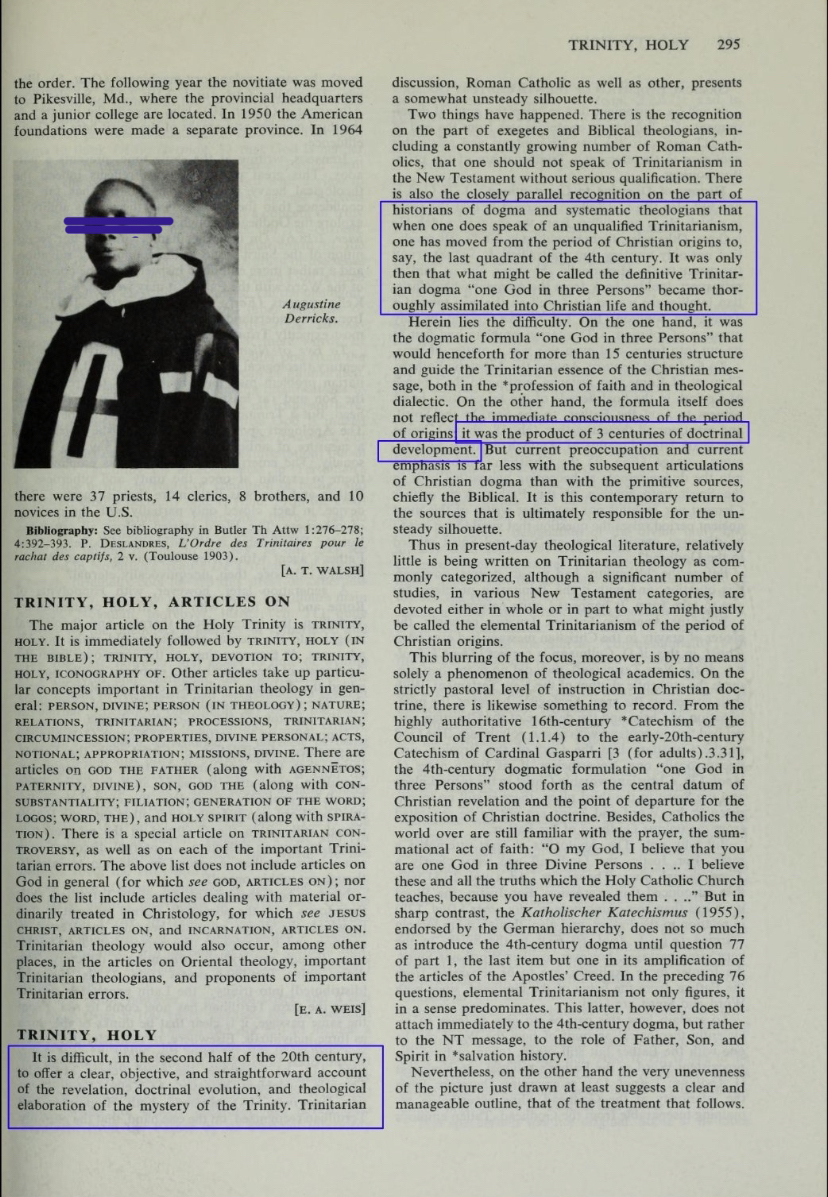 TRINITY, HOLY 295
the order. The following year the novitiate was moved
to Pikesville, Md., where the provincial headquarters
and a junior college are located. In 1950 the American
foundations were made a separate province. In 1964
Augustine
Derricks.
there were 37 priests, 14 clerics, 8 brothers, and 10
novices in the U.S.
Bibliography: See bibliography in Butler Th Attw 1:276–278;
4:392–393. P. DESLANDRES, L'Ordre des Trinitaires pour le
rachat des captifs, 2 v. (Toulouse 1903).
[A. T. WALSH]
TRINITY, HOLY, ARTICLES ON
The major article on the Holy Trinity is TRINITY,
HOLY. It is immediately followed by TRINITY, HOLY (IN
THE BIBLE); TRINITY, HOLY, DEVOTION TO; TRINITY,
HOLY, ICONOGRAPHY OF. Other articles take up particu-
lar concepts important in Trinitarian theology in gen-
eral: PERSON, DIVINE; PERSON (IN THEOLOGY); NATURE;
RELATIONS, TRINITARIAN; PROCESSIONS, TRINITARIAN;
CIRCUMINCESSION; PROPERTIES, DIVINE PERSONAL; ACTS,
NOTIONAL; APPROPRIATION; MISSIONS, DIVINE. There are
articles on GOD THE FATHER (along with AGENNĒTOS;
PATERNITY, DIVINE), SON, GOD THE (along with CON-
SUBSTANTIALITY; FILIATION; GENERATION OF THE WORD;
LOGOS; WORD, THE), and HOLY SPIRIT (along with SPIRA-
TION). There is a special article on TRINITARIAN CON-
TROVERSY, as well as on each of the important Trini-
tarian errors. The above list does not include articles on
God in general (for which see GOD, ARTICLES ON); nor
does the list include articles dealing with material or-
dinarily treated in Christology, for which see JESUS
CHRIST, ARTICLES ON, and INCARNATION, ARTICLES ON.
Trinitarian theology would also occur, among other
places, in the articles on Oriental theology, important
Trinitarian theologians, and proponents of important
Trinitarian errors.
[E. A. WEIS]
TRINITY, HOLY
It is difficult, in the second half of the 20th century,
to offer a clear, objective, and straightforward account
of the revelation, doctrinal evolution, and theological
elaboration of the mystery of the Trinity. Trinitarian
discussion, Roman Catholic as well as other, presents
a somewhat unsteady silhouette.
Two things have happened. There is the recognition
on the part of exegetes and Biblical theologians, in-
cluding a constantly growing number of Roman Cath-
olics, that one should not speak of Trinitarianism in
the New Testament without serious qualification. There
is also the closely parallel recognition on the part of
historians of dogma and systematic theologians that
when one does speak of an unqualified Trinitarianism,
one has moved from the period of Christian origins to,
say, the last quadrant of the 4th century. It was only
then that what might be called the definitive Trinitar-
ian dogma “one God in three Persons” became thor-
oughly assimilated into Christian life and thought.
Herein lies the difficulty. On the one hand, it was
the dogmatic formula “one God in three Persons” that
would henceforth for more than 15 centuries structure
and guide the Trinitarian essence of the Christian mes-
sage, both in the *profession of faith and in theological
dialectic. On the other hand, the formula itself does
not reflect the immediate consciousness of the period
of origins; it was the product of 3 centuries of doctrinal
development. But current preoccupation and current
emphasis is far less with the subsequent articulations
of Christian dogma than with the primitive sources,
chiefly the Biblical. It is this contemporary return to
the sources that is ultimately responsible for the un-
steady silhouette.
Thus in present-day theological literature, relatively
little is being written on Trinitarian theology as com-
monly categorized, although a significant number of
studies, in various New Testament categories, are
devoted either in whole or in part to what might justly
be called the elemental Trinitarianism of the period of
Christian origins.
This blurring of the focus, moreover, is by no means
solely a phenomenon of theological academics. On the
strictly pastoral level of instruction in Christian doc-
trine, there is likewise something to record. From the
highly authoritative 16th-century *Catechism of the
Council of Trent (1.1.4) to the early-20th-century
Catechism of Cardinal Gasparri [3 (for adults).3.31],
the 4th-century dogmatic formulation “one God in
three Persons” stood forth as the central datum of
Christian revelation and the point of departure for the
exposition of Christian doctrine. Besides, Catholics the
world over are still familiar with the prayer, the sum-
mational act of faith: “O my God, I believe that you
are one God in three Divine Persons . . .. I believe
these and all the truths which the Holy Catholic Church
teaches, because you have revealed them . . ..” But in
sharp contrast, the Katholischer Katechismus (1955),
endorsed by the German hierarchy, does not so much
as introduce the 4th-century dogma until question 77
of part 1, the last item but one in its amplification of
the articles of the Apostles' Creed. In the preceding 76
questions, elemental Trinitarianism not only figures, it
in a sense predominates. This latter, however, does not
attach immediately to the 4th-century dogma, but rather
to the NT message, to the role of Father, Son, and
Spirit in *salvation history.
Nevertheless, on the other hand the very unevenness
of the picture just drawn at least suggests a clear and
manageable outline, that of the treatment that follows.